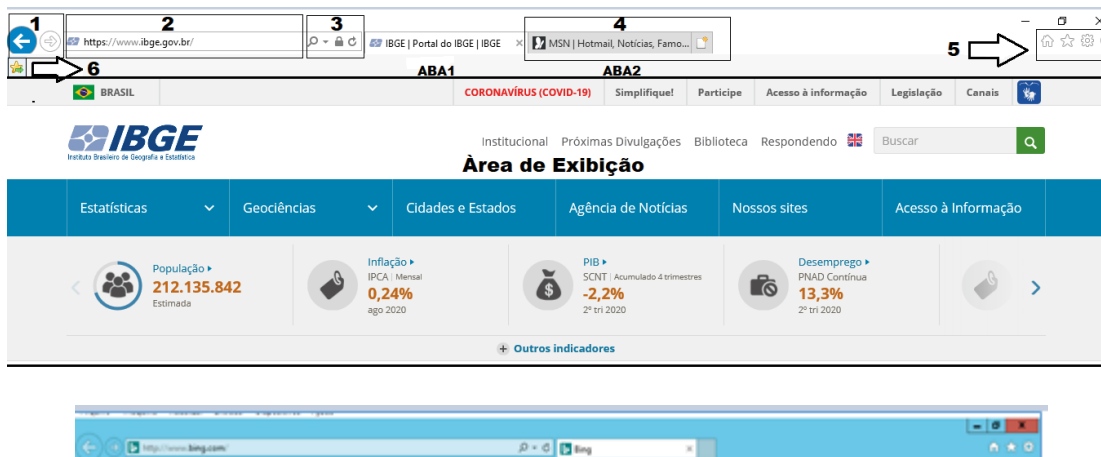 1 2 3 4
https://www.ibge.gov.br/ IBGE | Portal do IBGE | IBGE × MSN | Hotmail, Notícias, Famo...
5
6 ABA1 ABA2
BRASIL CORONAVÍRUS (COVID-19) Simplifique! Participe Acesso à informação Legislação Canais
IBGE
Instituto Brasileiro de Geografia e Estatística
Institucional Próximas Divulgações Biblioteca Respondendo Buscar
Àrea de Exibição
Estatísticas Geociências Cidades e Estados Agência de Notícias Nossos sites Acesso à Informação
População
212.135.842
Estimada
Inflação
IPCA | Mensal
0,24%
ago 2020
PIB
SCNT | Acumulado 4 trimestres
-2,2%
2º tri 2020
Desemprego
PNAD Contínua
13,3%
2º tri 2020
Outros indicadores
http://www.bing.com/ Bing